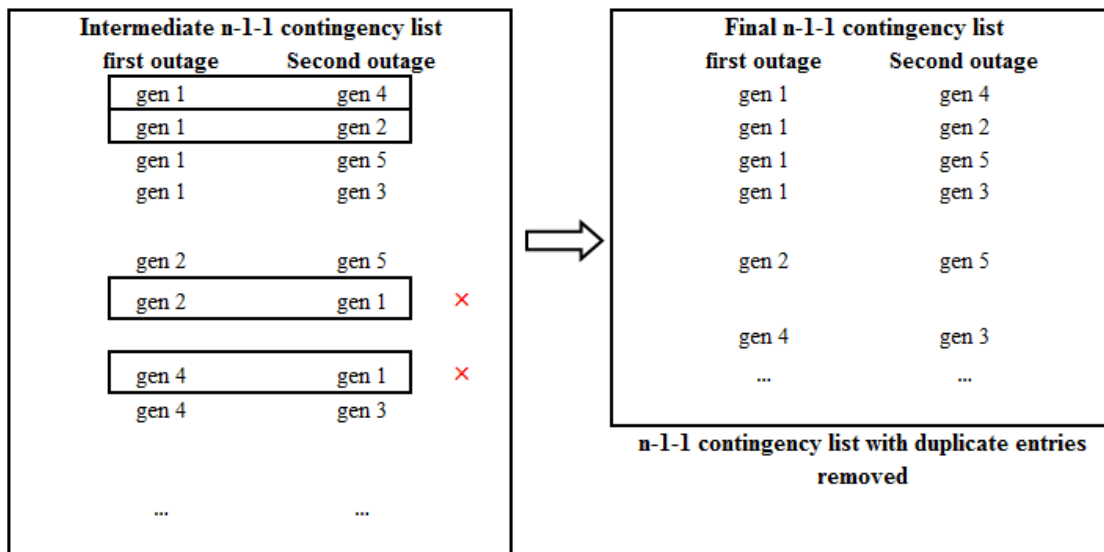 Intermediate n-1-1 contingency list
first outage Second outage
gen 1 gen 4
gen 1 gen 2
gen 1 gen 5
gen 1 gen 3
gen 2 gen 5
gen 2 gen 1 ×
gen 4 gen 1 ×
gen 4 gen 3
... ...
Final n-1-1 contingency list
first outage Second outage
gen 1 gen 4
gen 1 gen 2
gen 1 gen 5
gen 1 gen 3
gen 2 gen 5
gen 4 gen 3
... ...
n-1-1 contingency list with duplicate entries
removed